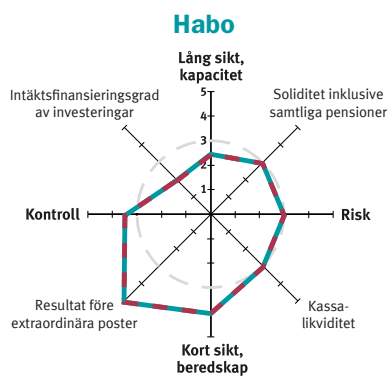 Habo
Lång sikt,
kapacitet
Intäktsfinansieringsgrad
av investeringar
Soliditet inklusive
samtliga pensioner
5
4
3
2
1
Kontroll
Risk
Resultat före
extraordinära poster
Kassa-
likviditet
Kort sikt,
beredskap